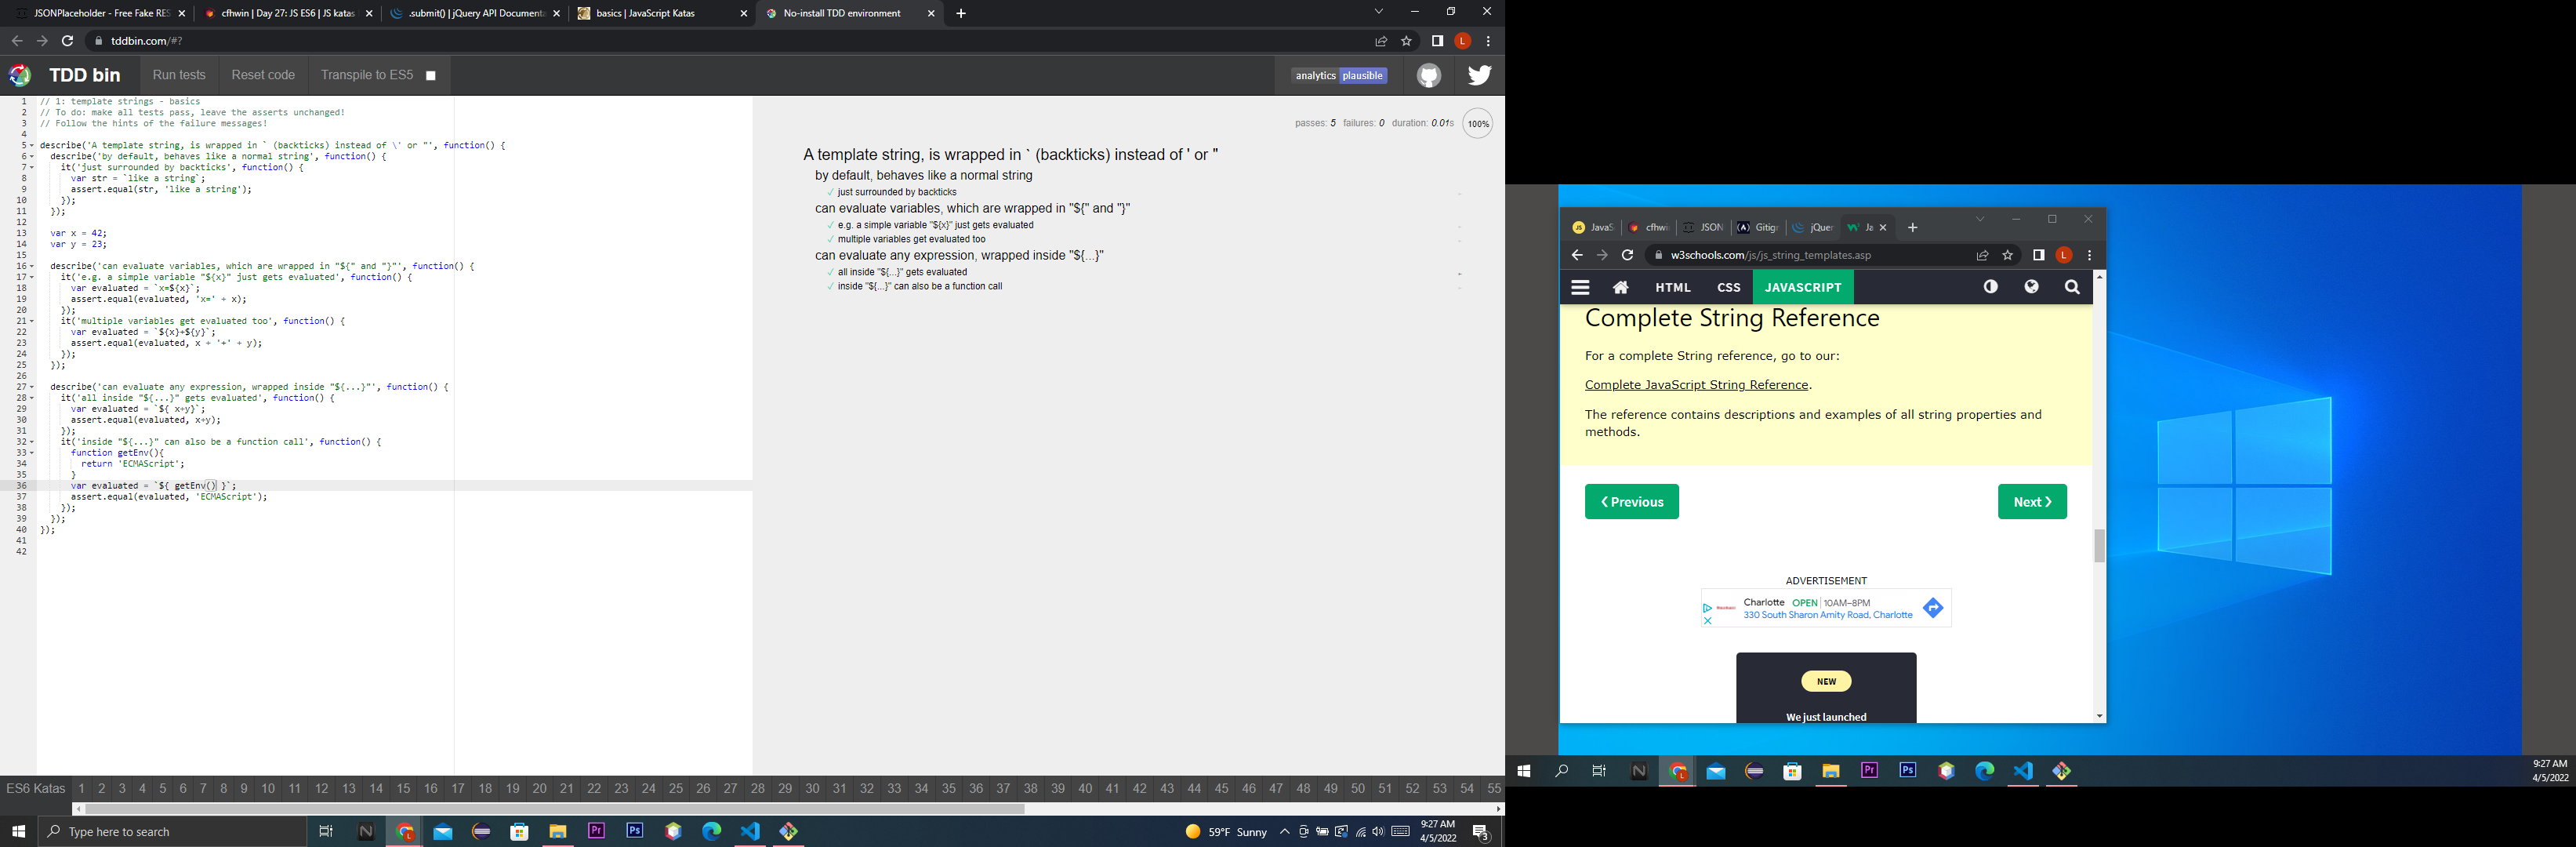 JSONPlaceholder - Free Fake RES
cfhwin | Day 27: JS ES6 | JS katas
.submit() | jQuery API Documenta
basics | JavaScript Katas
No-install TDD environment
tddbin.com/#?
L
TDD bin
Run tests
Reset code
Transpile to ES5
analytics plausible
1 // 1: template strings - basics
2 // To do: make all tests pass, leave the asserts unchanged!
3 // Follow the hints of the failure messages!
4
5 describe('A template string, is wrapped in ` (backticks) instead of \' or "', function() {
6 describe('by default, behaves like a normal string', function() {
7 it('just surrounded by backticks', function() {
8 var str = `like a string`;
9 assert.equal(str, 'like a string');
10 });
11 });
12
13 var x = 42;
14 var y = 23;
15
16 describe('can evaluate variables, which are wrapped in "${" and "}"', function() {
17 it('e.g. a simple variable "${x}" just gets evaluated', function() {
18 var evaluated = `x=${x}`;
19 assert.equal(evaluated, 'x=' + x);
20 });
21 it('multiple variables get evaluated too', function() {
22 var evaluated = `${x}+${y}`;
23 assert.equal(evaluated, x + '+' + y);
24 });
25 });
26
27 describe('can evaluate any expression, wrapped inside "${...}"', function() {
28 it('all inside "${...}" gets evaluated', function() {
29 var evaluated = `${ x+y}`;
30 assert.equal(evaluated, x+y);
31 });
32 it('inside "${...}" can also be a function call', function() {
33 function getEnv(){
34 return 'ECMAScript';
35 }
36 var evaluated = `${ getEnv() }`;
37 assert.equal(evaluated, 'ECMAScript');
38 });
39 });
40 });
41
42
passes: 5 failures: 0 duration: 0.01s 100%
A template string, is wrapped in ` (backticks) instead of ' or "
by default, behaves like a normal string
✓ just surrounded by backticks
can evaluate variables, which are wrapped in "${" and "}"
✓ e.g. a simple variable "${x}" just gets evaluated
✓ multiple variables get evaluated too
can evaluate any expression, wrapped inside "${...}"
✓ all inside "${...}" gets evaluated
✓ inside "${...}" can also be a function call
ES6 Katas 1 2 3 4 5 6 7 8 9 10 11 12 13 14 15 16 17 18 19 20 21 22 23 24 25 26 27 28 29 30 31 32 33 34 35 36 37 38 39 40 41 42 43 44 45 46 47 48 49 50 51 52 53 54 55
Type here to search
N
L
Pr
Ps
59°F Sunny
9:27 AM
4/5/2022
3
JS JavaS
cfhwi
JSON
(A) Gitigr
jQuer
Ja
w3schools.com/js/js_string_templates.asp
L
HTML
CSS
JAVASCRIPT
Complete String Reference
For a complete String reference, go to our:
Complete JavaScript String Reference.
The reference contains descriptions and examples of all string properties and
methods.
❮ Previous
Next ❯
ADVERTISEMENT
Charlotte OPEN 10AM–8PM
330 South Sharon Amity Road, Charlotte
NEW
We just launched
N
L
Pr
Ps
9:27 AM
4/5/2022